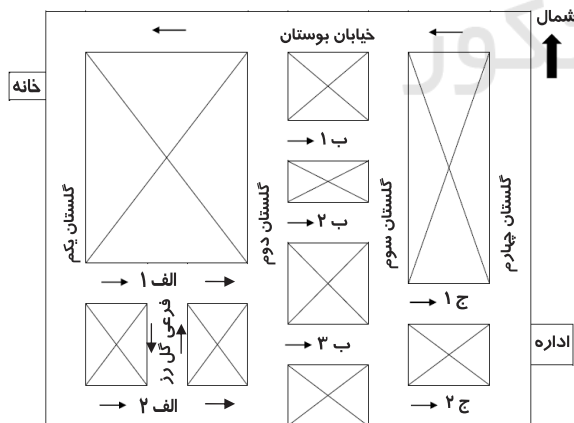 شمال
خیابان بوستان
خانه
ب ۱
گلستان یکم
گلستان دوم
گلستان سوم
گلستان چهارم
ب ۲
الف ۱
ج ۱
فرعی گل رز
ب ۳
اداره
الف ۲
ج ۲